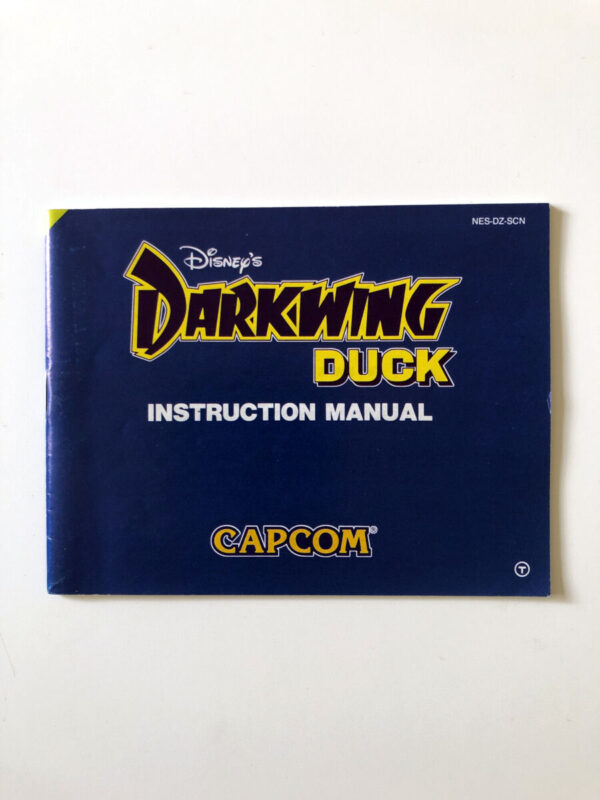 NES-DZ-SCN
Disney's
DARKWING
DUCK
INSTRUCTION MANUAL
CAPCOM®
T